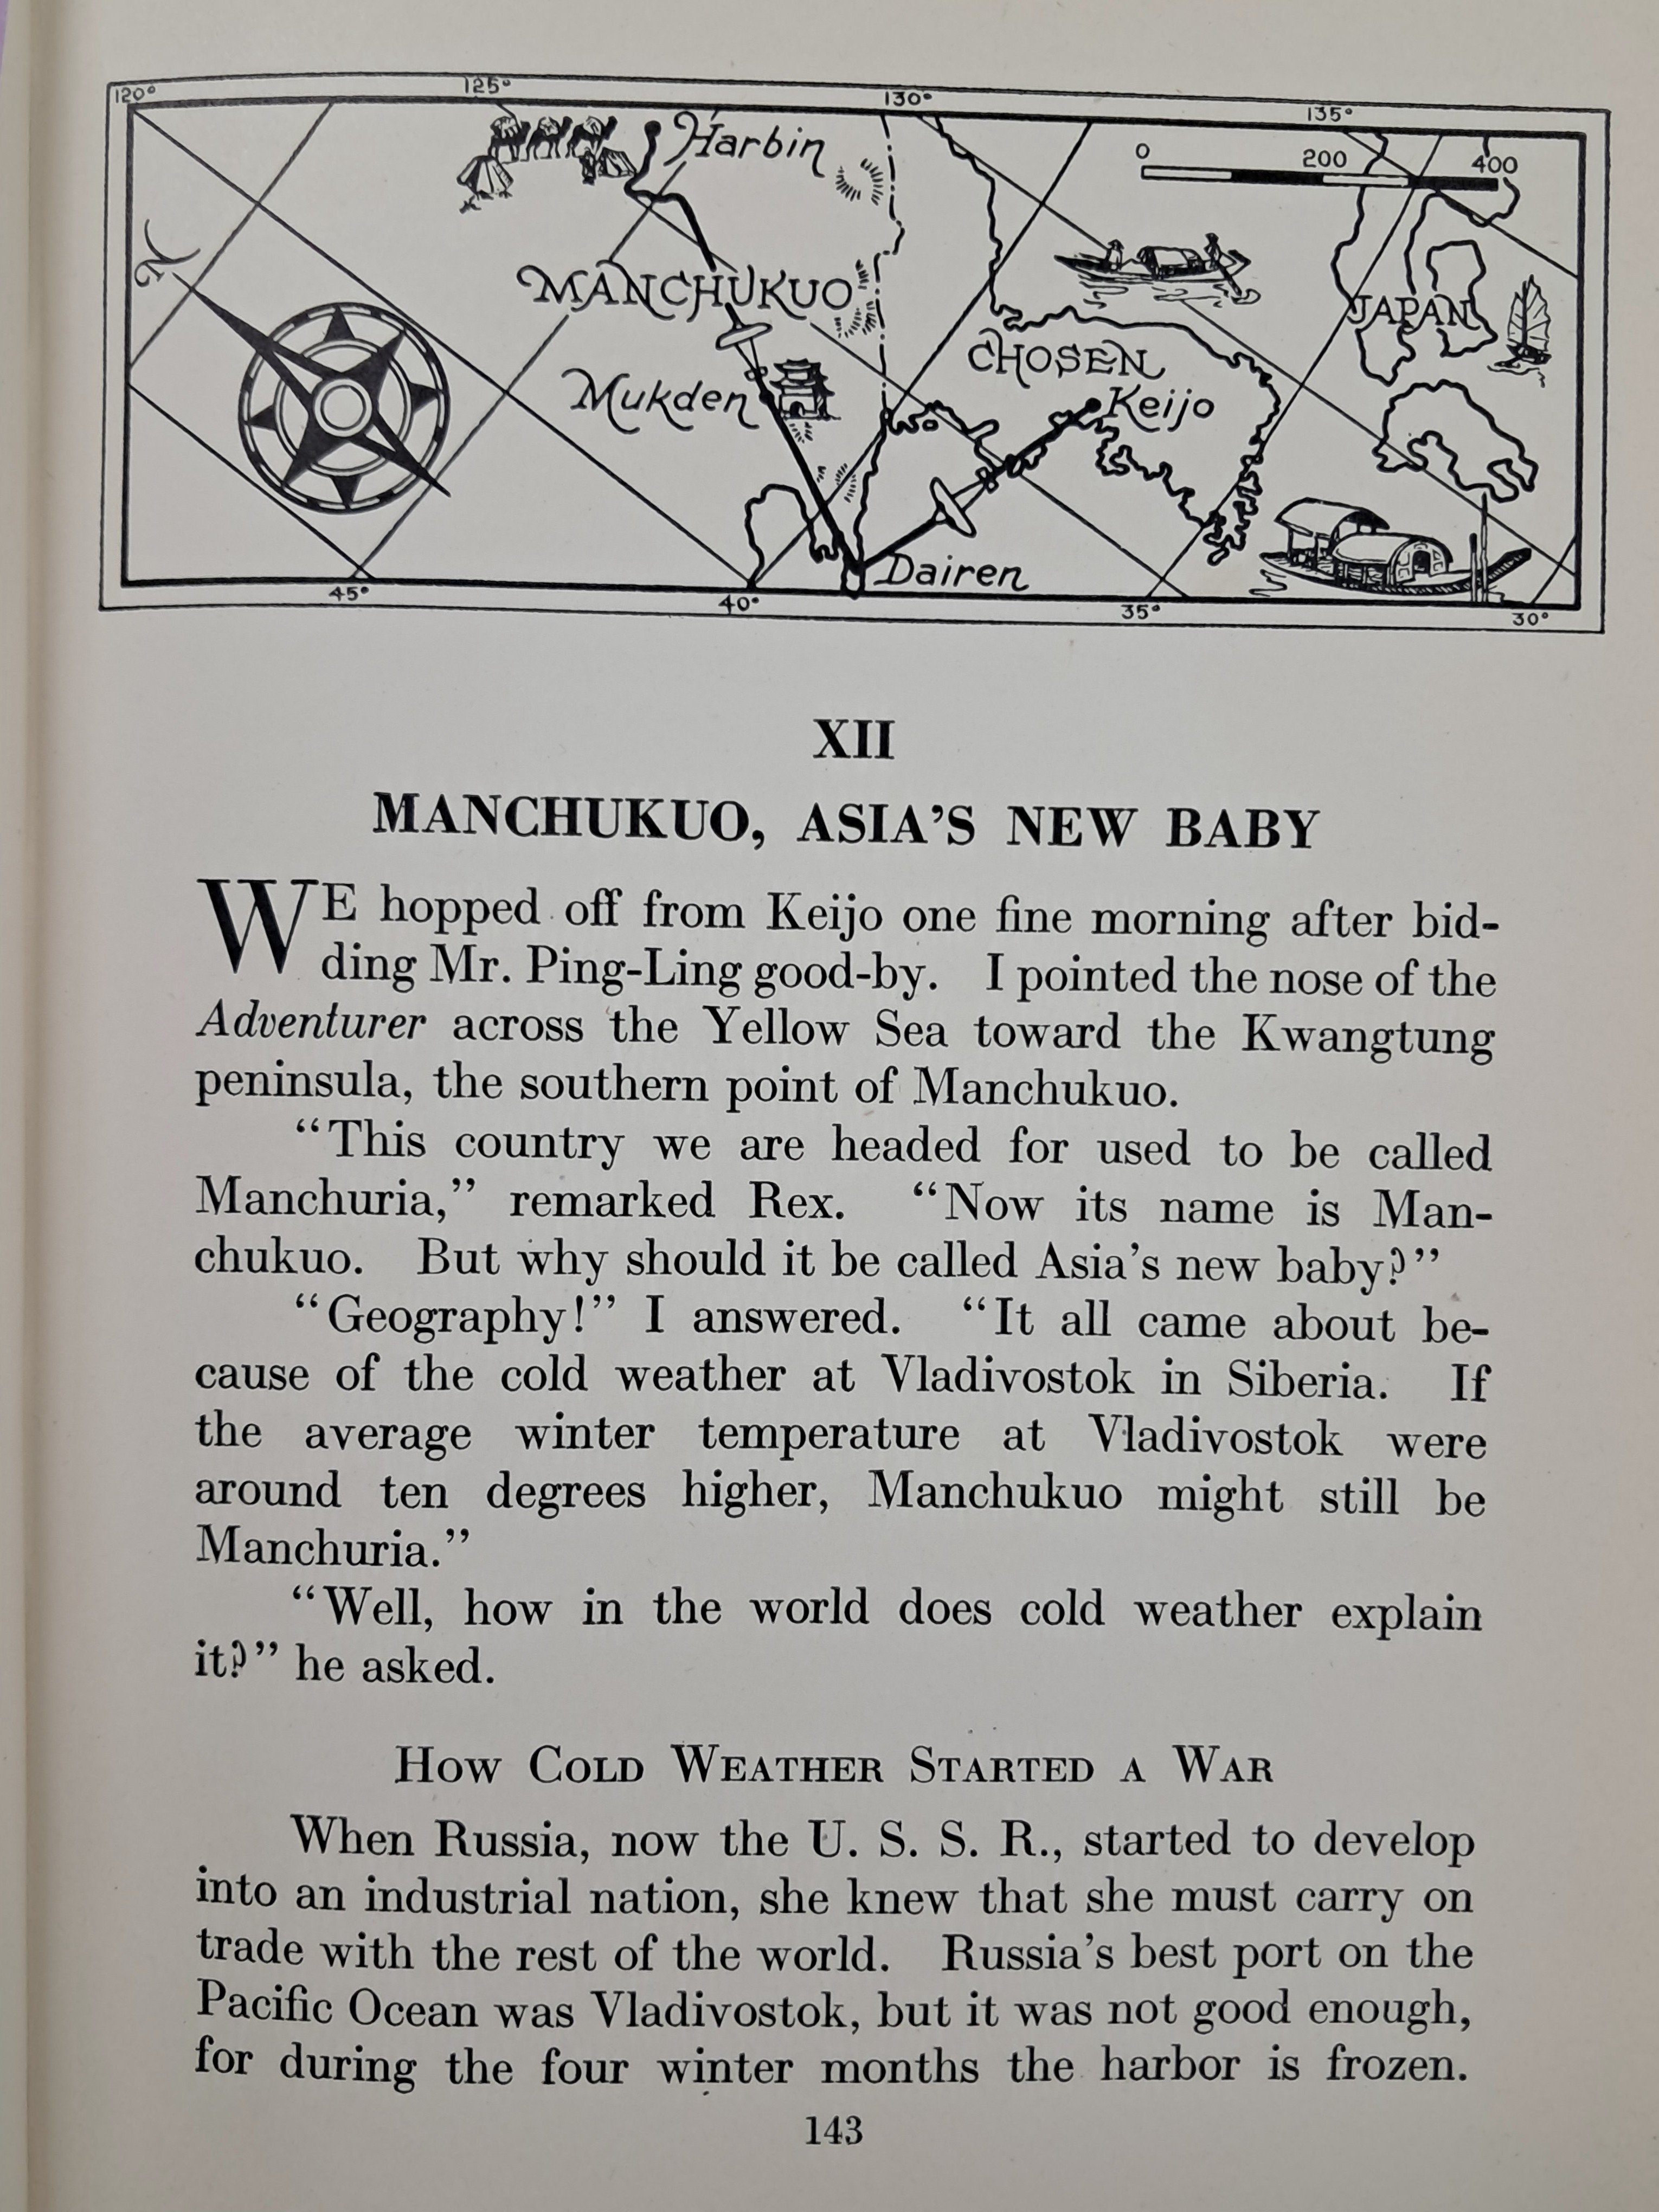 120°
125°
130°
135°
Harbin
0 200 400
N
MANCHUKUO
JAPAN
CHOSEN
Mukden
Keijo
Dairen
45°
40°
35°
30°
XII
MANCHUKUO, ASIA'S NEW BABY
WE hopped off from Keijo one fine morning after bid-
ding Mr. Ping-Ling good-by. I pointed the nose of the
Adventurer across the Yellow Sea toward the Kwangtung
peninsula, the southern point of Manchukuo.
“This country we are headed for used to be called
Manchuria,” remarked Rex. “Now its name is Man-
chukuo. But why should it be called Asia's new baby?”
“Geography!” I answered. “It all came about be-
cause of the cold weather at Vladivostok in Siberia. If
the average winter temperature at Vladivostok were
around ten degrees higher, Manchukuo might still be
Manchuria.”
“Well, how in the world does cold weather explain
it?” he asked.
HOW COLD WEATHER STARTED A WAR
When Russia, now the U. S. S. R., started to develop
into an industrial nation, she knew that she must carry on
trade with the rest of the world. Russia's best port on the
Pacific Ocean was Vladivostok, but it was not good enough,
for during the four winter months the harbor is frozen.
143